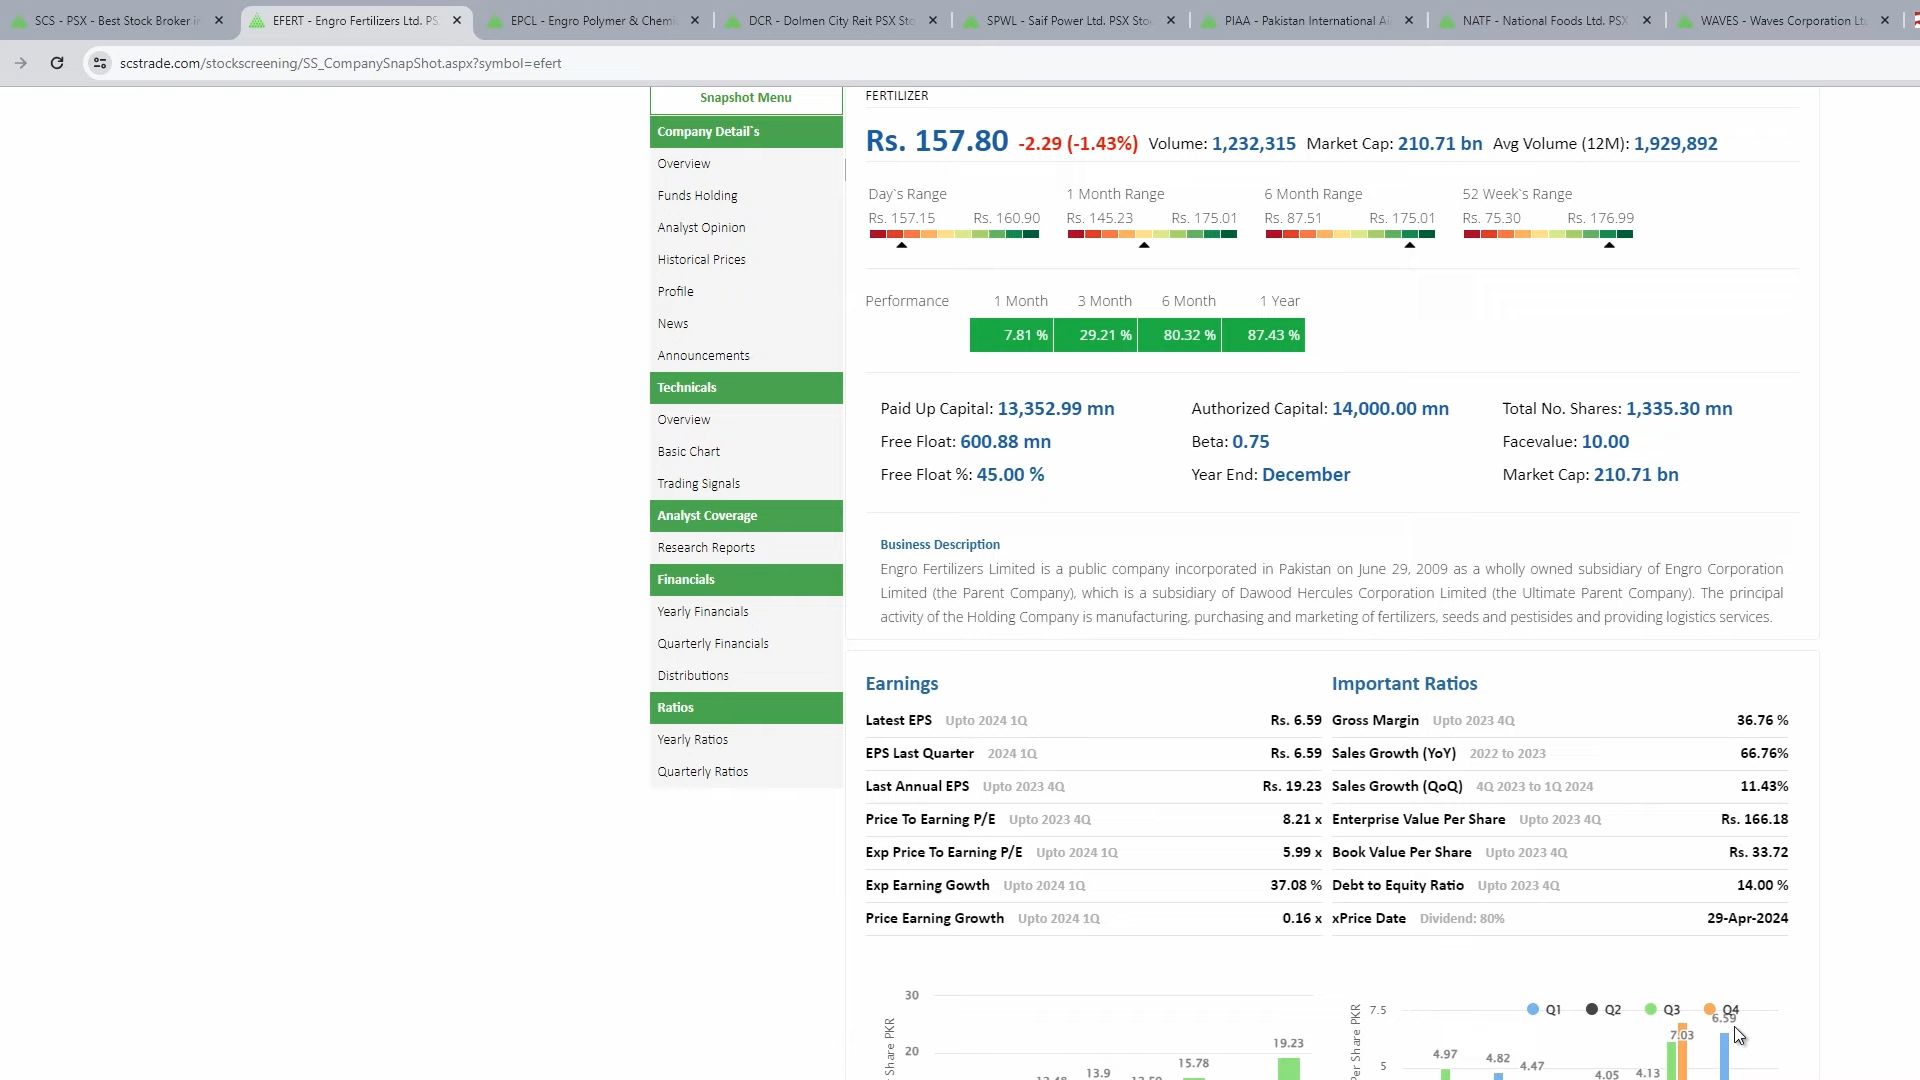 SCS - PSX - Best Stock Broker in
EFERT - Engro Fertilizers Ltd. PS
EPCL - Engro Polymer & Chemi
DCR - Dolmen City Reit PSX Sto
SPWL - Saif Power Ltd. PSX Stoc
PIAA - Pakistan International Ai
NATF - National Foods Ltd. PSX
WAVES - Waves Corporation Lt
scstrade.com/stockscreening/SS_CompanySnapShot.aspx?symbol=efert
Snapshot Menu
Company Detail`s
Overview
Funds Holding
Analyst Opinion
Historical Prices
Profile
News
Announcements
Technicals
Overview
Basic Chart
Trading Signals
Analyst Coverage
Research Reports
Financials
Yearly Financials
Quarterly Financials
Distributions
Ratios
Yearly Ratios
Quarterly Ratios
FERTILIZER
Rs. 157.80 -2.29 (-1.43%) Volume: 1,232,315 Market Cap: 210.71 bn Avg Volume (12M): 1,929,892
Day`s Range 1 Month Range 6 Month Range 52 Week`s Range
Rs. 157.15 Rs. 160.90 Rs. 145.23 Rs. 175.01 Rs. 87.51 Rs. 175.01 Rs. 75.30 Rs. 176.99
Performance 1 Month 3 Month 6 Month 1 Year
7.81 % 29.21 % 80.32 % 87.43 %
Paid Up Capital: 13,352.99 mn Authorized Capital: 14,000.00 mn Total No. Shares: 1,335.30 mn
Free Float: 600.88 mn Beta: 0.75 Facevalue: 10.00
Free Float %: 45.00 % Year End: December Market Cap: 210.71 bn
Business Description
Engro Fertilizers Limited is a public company incorporated in Pakistan on June 29, 2009 as a wholly owned subsidiary of Engro Corporation
Limited (the Parent Company), which is a subsidiary of Dawood Hercules Corporation Limited (the Ultimate Parent Company). The principal
activity of the Holding Company is manufacturing, purchasing and marketing of fertilizers, seeds and pestisides and providing logistics services.
Earnings
Latest EPS Upto 2024 1Q Rs. 6.59
EPS Last Quarter 2024 1Q Rs. 6.59
Last Annual EPS Upto 2023 4Q Rs. 19.23
Price To Earning P/E Upto 2023 4Q 8.21 x
Exp Price To Earning P/E Upto 2024 1Q 5.99 x
Exp Earning Gowth Upto 2024 1Q 37.08 %
Price Earning Growth Upto 2024 1Q 0.16 x
Important Ratios
Gross Margin Upto 2023 4Q 36.76 %
Sales Growth (YoY) 2022 to 2023 66.76%
Sales Growth (QoQ) 4Q 2023 to 1Q 2024 11.43%
Enterprise Value Per Share Upto 2023 4Q Rs. 166.18
Book Value Per Share Upto 2023 4Q Rs. 33.72
Debt to Equity Ratio Upto 2023 4Q 14.00 %
xPrice Date Dividend: 80% 29-Apr-2024
30
20
Share PKR
13.9
15.78
19.23
Per Share PKR
7.5
5
Q1 Q2 Q3 Q4
4.97
4.82
4.47
4.05
4.13
7.03
6.59